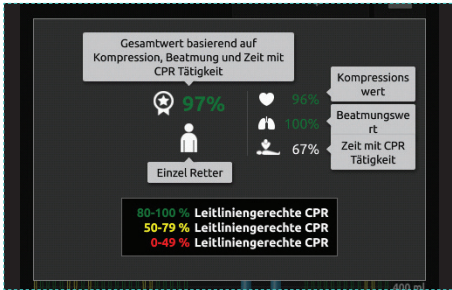 Gesamtwert basierend auf
Kompression, Beatmung und Zeit mit
CPR Tätigkeit
97%
Einzel Retter
96%
Kompressions
wert
100%
Beatmungswe
rt
67%
Zeit mit CPR
Tätigkeit
80-100 % Leitliniengerechte CPR
50-79 % Leitliniengerechte CPR
0-49 % Leitliniengerechte CPR
400 ml